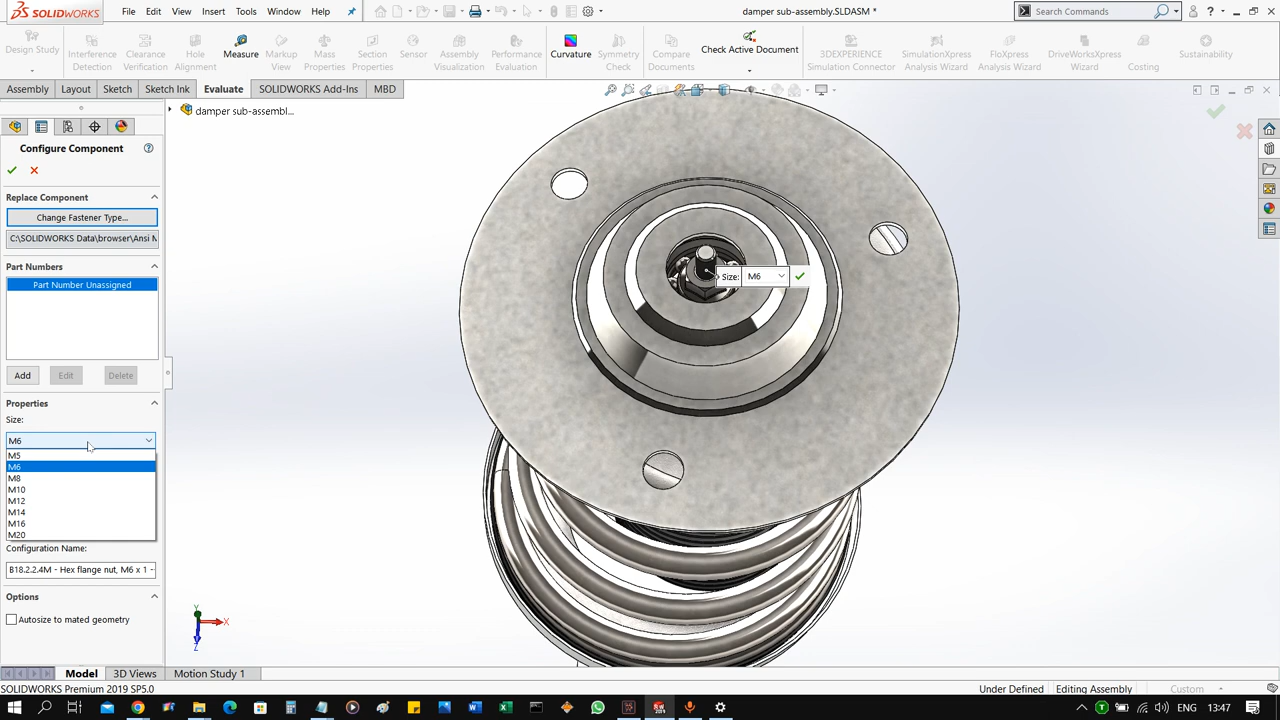 SOLIDWORKS File Edit View Insert Tools Window Help
damper sub-assembly.SLDASM *
Search Commands
Design Study
Interference Detection
Clearance Verification
Hole Alignment
Measure
Markup View
Mass Properties
Section Properties
Sensor
Assembly Visualization
Performance Evaluation
Curvature
Symmetry Check
Compare Documents
Check Active Document
3DEXPERIENCE Simulation Connector
SimulationXpress Analysis Wizard
FloXpress Analysis Wizard
DriveWorksXpress Wizard
Costing
Sustainability
Assembly Layout Sketch Sketch Ink Evaluate SOLIDWORKS Add-Ins MBD
damper sub-assembl...
Configure Component
Replace Component
Change Fastener Type...
C:\SOLIDWORKS Data\browser\Ansi M
Part Numbers
Part Number Unassigned
Add Edit Delete
Properties
Size:
M6
M5
M6
M8
M10
M12
M14
M16
M20
Configuration Name:
B18.2.2.4M - Hex flange nut, M6 x 1 --
Options
Autosize to mated geometry
Size: M6
Y
X
Z
Model 3D Views Motion Study 1
SOLIDWORKS Premium 2019 SP5.0
Under Defined Editing Assembly Custom
ENG 13:47